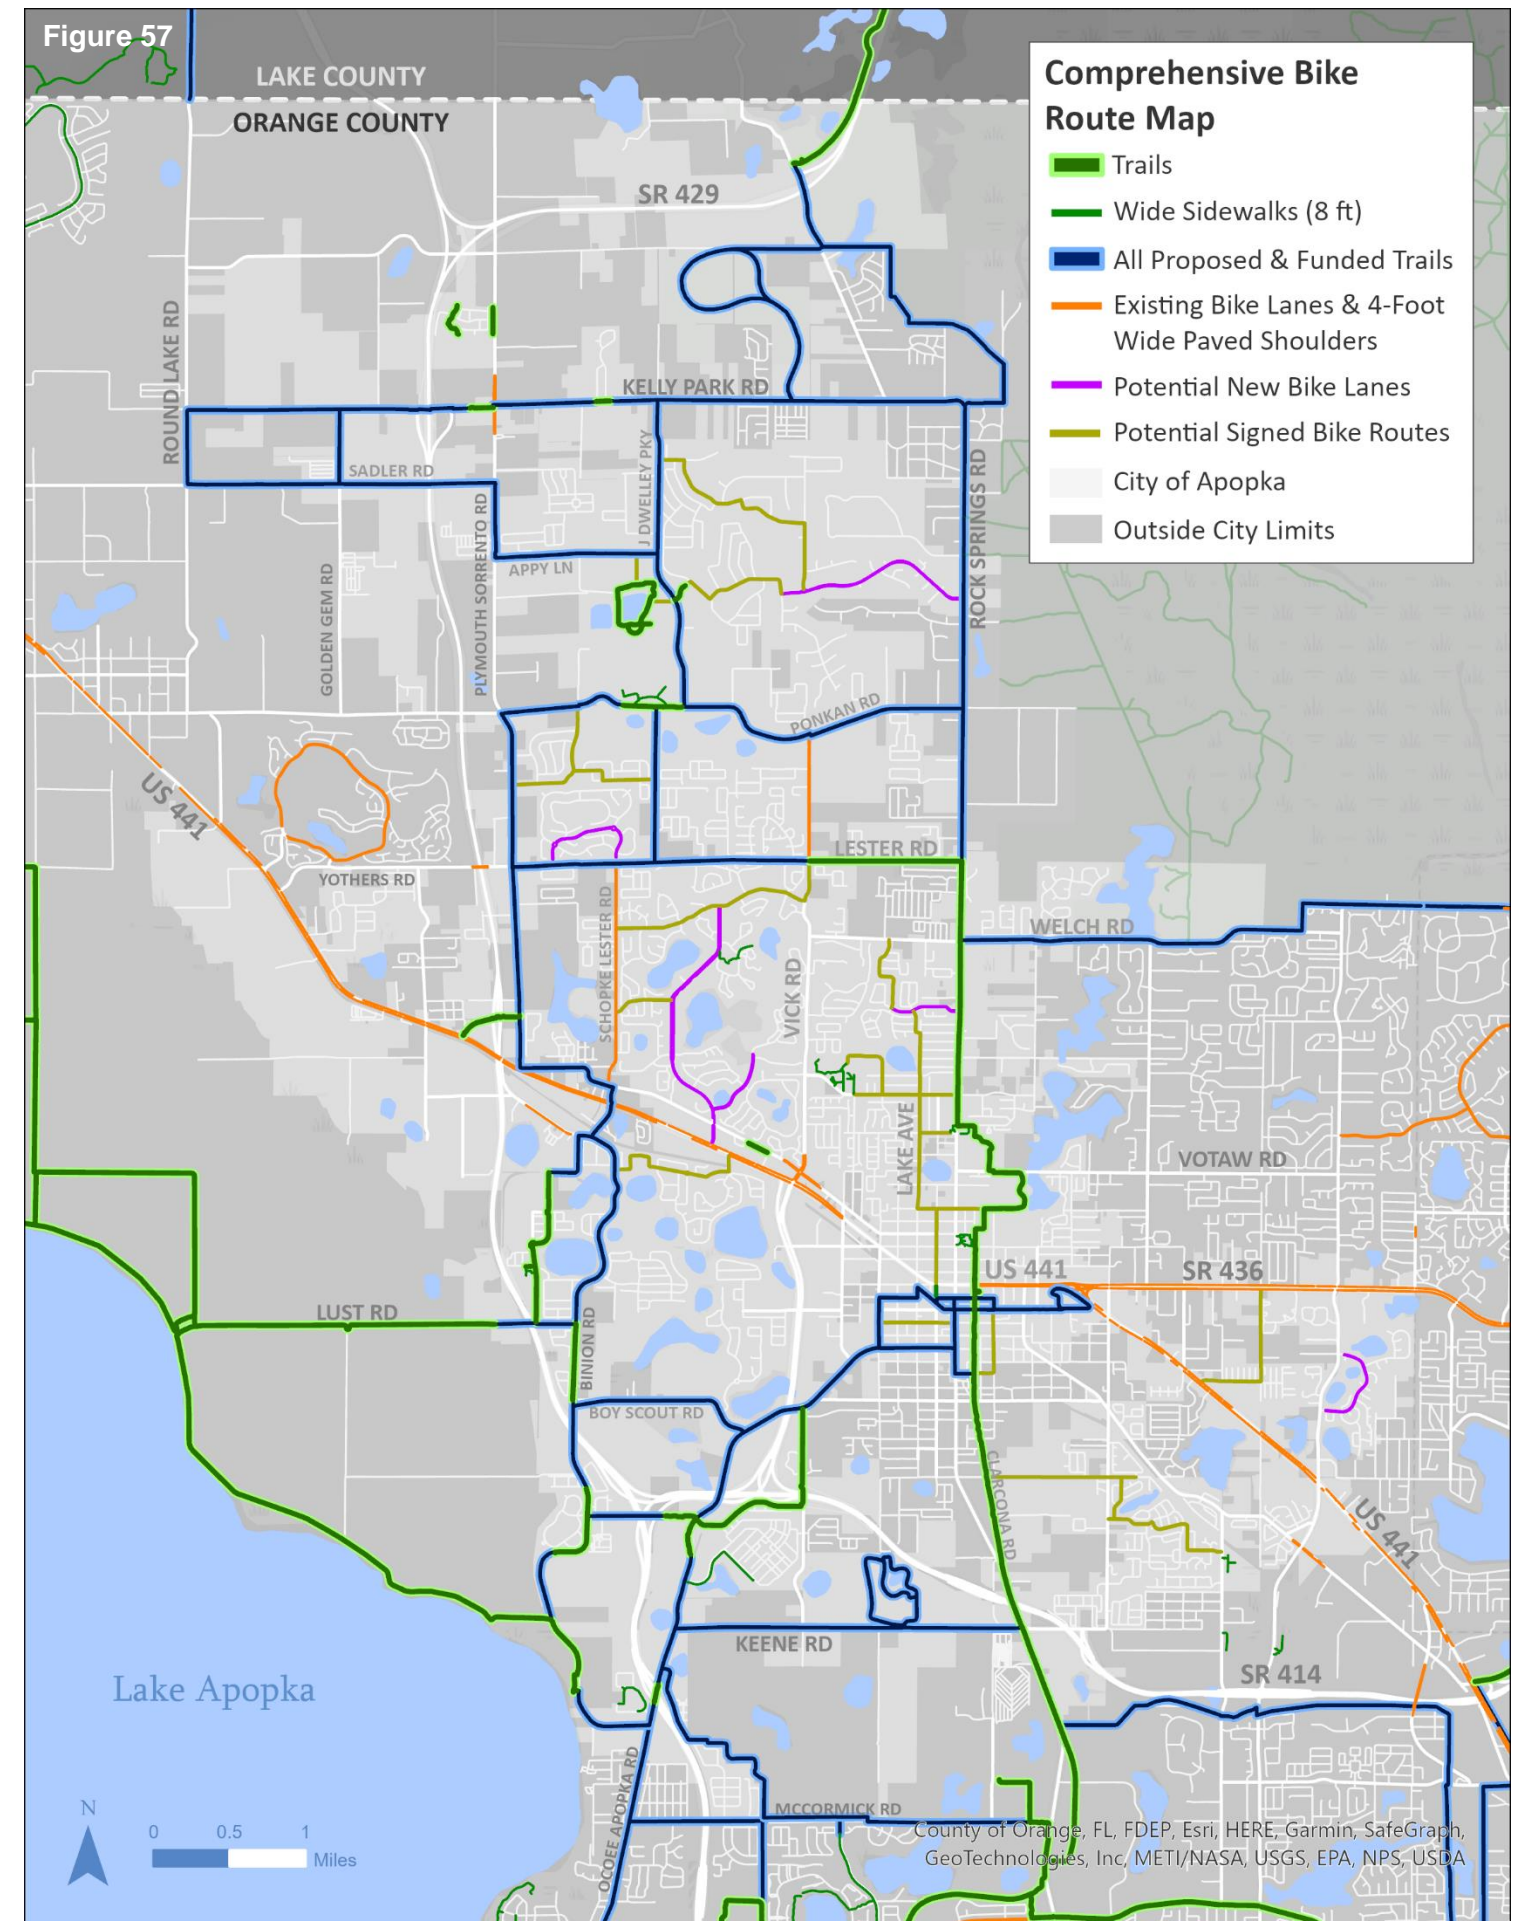 Figure 57
LAKE COUNTY
ORANGE COUNTY
Comprehensive Bike
Route Map
Trails
Wide Sidewalks (8 ft)
All Proposed & Funded Trails
Existing Bike Lanes & 4-Foot
Wide Paved Shoulders
Potential New Bike Lanes
Potential Signed Bike Routes
City of Apopka
Outside City Limits
SR 429
ROUND LAKE RD
KELLY PARK RD
SADLER RD
J DWELLEY PKY
ROCK SPRINGS RD
PLYMOUTH SORRENTO RD
APPY LN
GOLDEN GEM RD
PONKAN RD
US 441
LESTER RD
YOTHERS RD
SCHOPKE LESTER RD
WELCH RD
VICK RD
LAKE AVE
VOTAW RD
US 441
SR 436
LUST RD
BINION RD
BOY SCOUT RD
CLARCONA RD
US 441
KEENE RD
SR 414
Lake Apopka
OCOEE APOPKA RD
MCCORMICK RD
N
0 0.5 1
Miles
County of Orange, FL, FDEP, Esri, HERE, Garmin, SafeGraph,
GeoTechnologies, Inc, METI/NASA, USGS, EPA, NPS, USDA